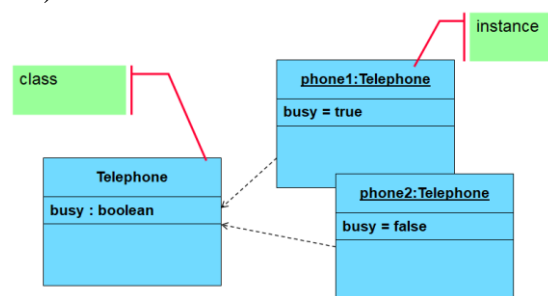 instance
class
phone1:Telephone
busy = true
Telephone
busy : boolean
phone2:Telephone
busy = false